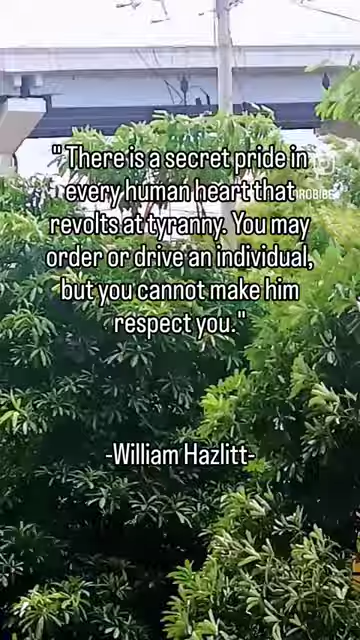 " There is a secret pride in
every human heart that
revolts at tyranny. You may
order or drive an individual,
but you cannot make him
respect you."
-William Hazlitt-